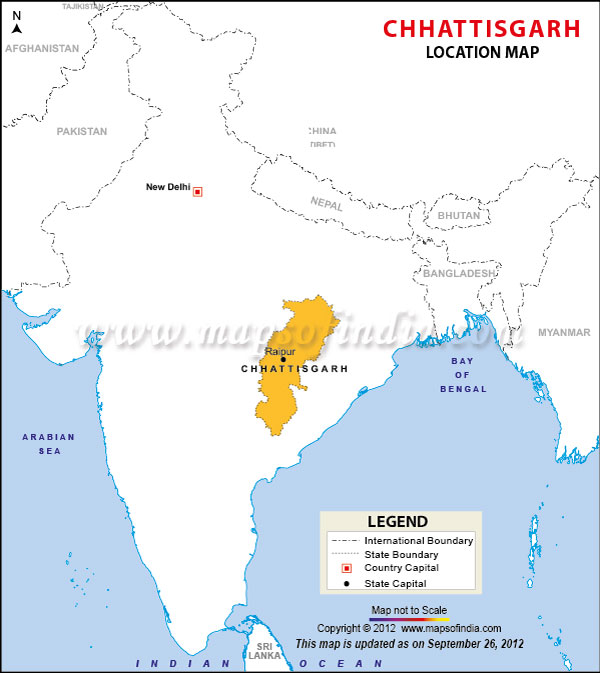 N
TAJIKISTAN
AFGHANISTAN
CHHATTISGARH
LOCATION MAP
PAKISTAN
CHINA
New Delhi
NEPAL
BHUTAN
BANGLADESH
www.mapsofindia.com
MYANMAR
Raipur
CHHATTISGARH
BAY
OF
BENGAL
ARABIAN
SEA
LEGEND
International Boundary
State Boundary
Country Capital
State Capital
Map not to Scale
Copyright © 2012 www.mapsofindia.com
This map is updated as on September 26, 2012
SRI
LANKA
INDIAN OCEAN